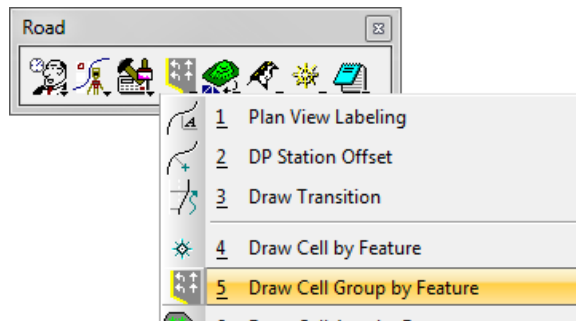 Road
1 Plan View Labeling
2 DP Station Offset
3 Draw Transition
4 Draw Cell by Feature
5 Draw Cell Group by Feature